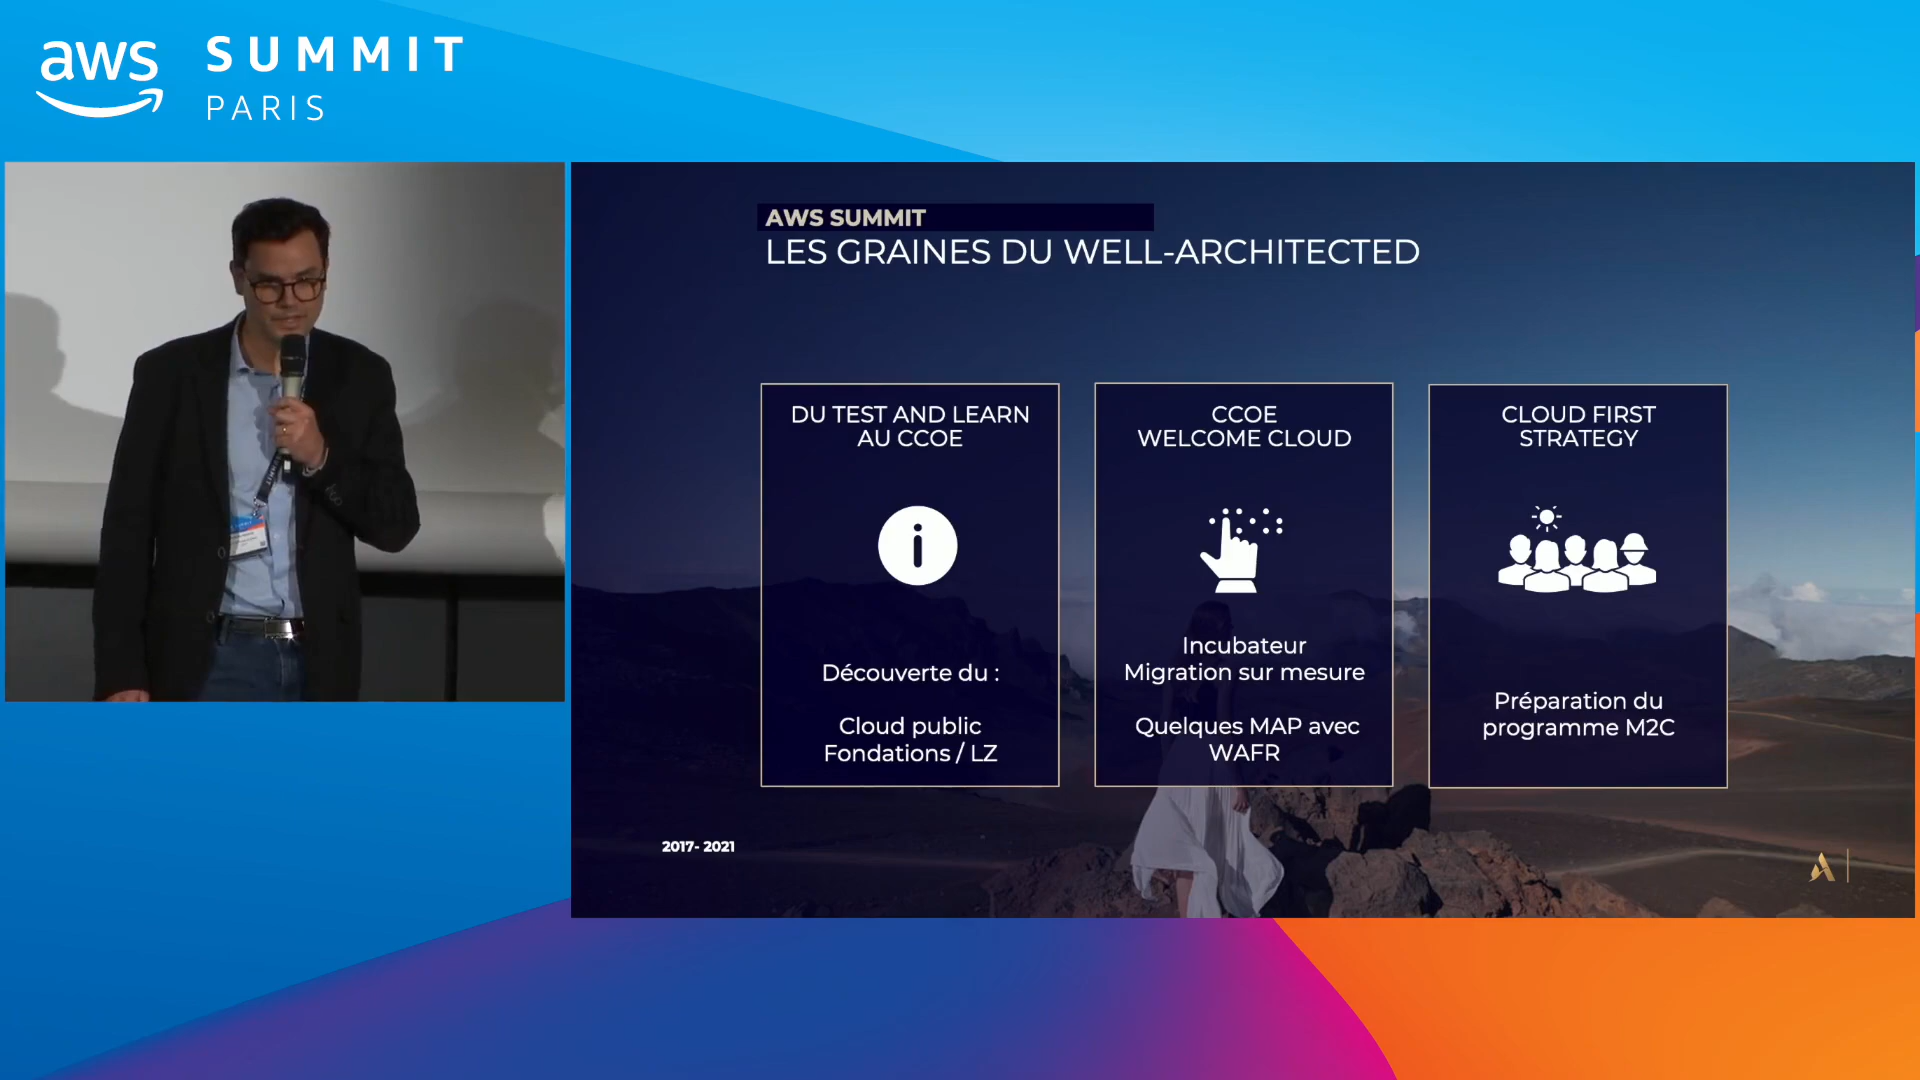 aws
SUMMIT
PARIS
AWS SUMMIT
LES GRAINES DU WELL-ARCHITECTED
DU TEST AND LEARN
AU CCOE
Découverte du :
Cloud public
Fondations / LZ
CCOE
WELCOME CLOUD
Incubateur
Migration sur mesure
Quelques MAP avec
WAFR
CLOUD FIRST
STRATEGY
Préparation du
programme M2C
2017- 2021